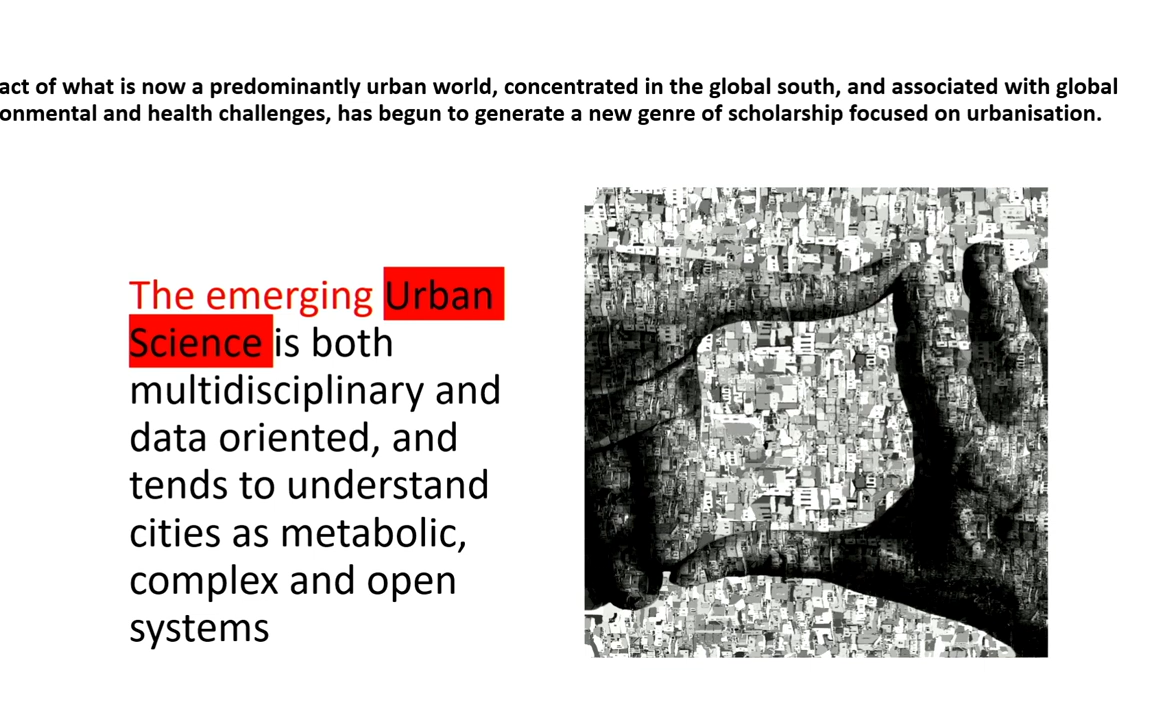 act of what is now a predominantly urban world, concentrated in the global south, and associated with global
onmental and health challenges, has begun to generate a new genre of scholarship focused on urbanisation.
The emerging Urban
Science is both
multidisciplinary and
data oriented, and
tends to understand
cities as metabolic,
complex and open
systems